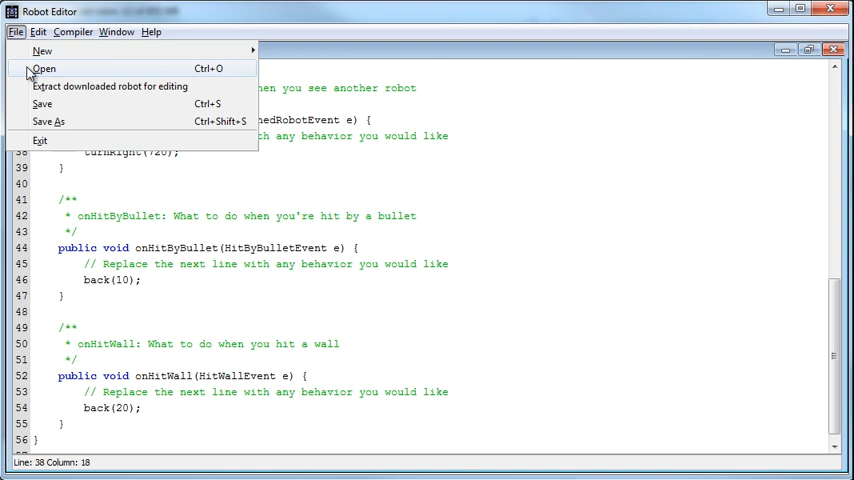 Robot Editor
File Edit Compiler Window Help
New
Open Ctrl+O
Extract downloaded robot for editing
Save Ctrl+S
Save As Ctrl+Shift+S
Exit
hen you see another robot
nedRobotEvent e) {
th any behavior you would like
38 turnRight(720);
39 }
40
41 /**
42 * onHitByBullet: What to do when you're hit by a bullet
43 */
44 public void onHitByBullet(HitByBulletEvent e) {
45 // Replace the next line with any behavior you would like
46 back(10);
47 }
48
49 /**
50 * onHitWall: What to do when you hit a wall
51 */
52 public void onHitWall(HitWallEvent e) {
53 // Replace the next line with any behavior you would like
54 back(20);
55 }
56 }
Line: 38 Column: 18